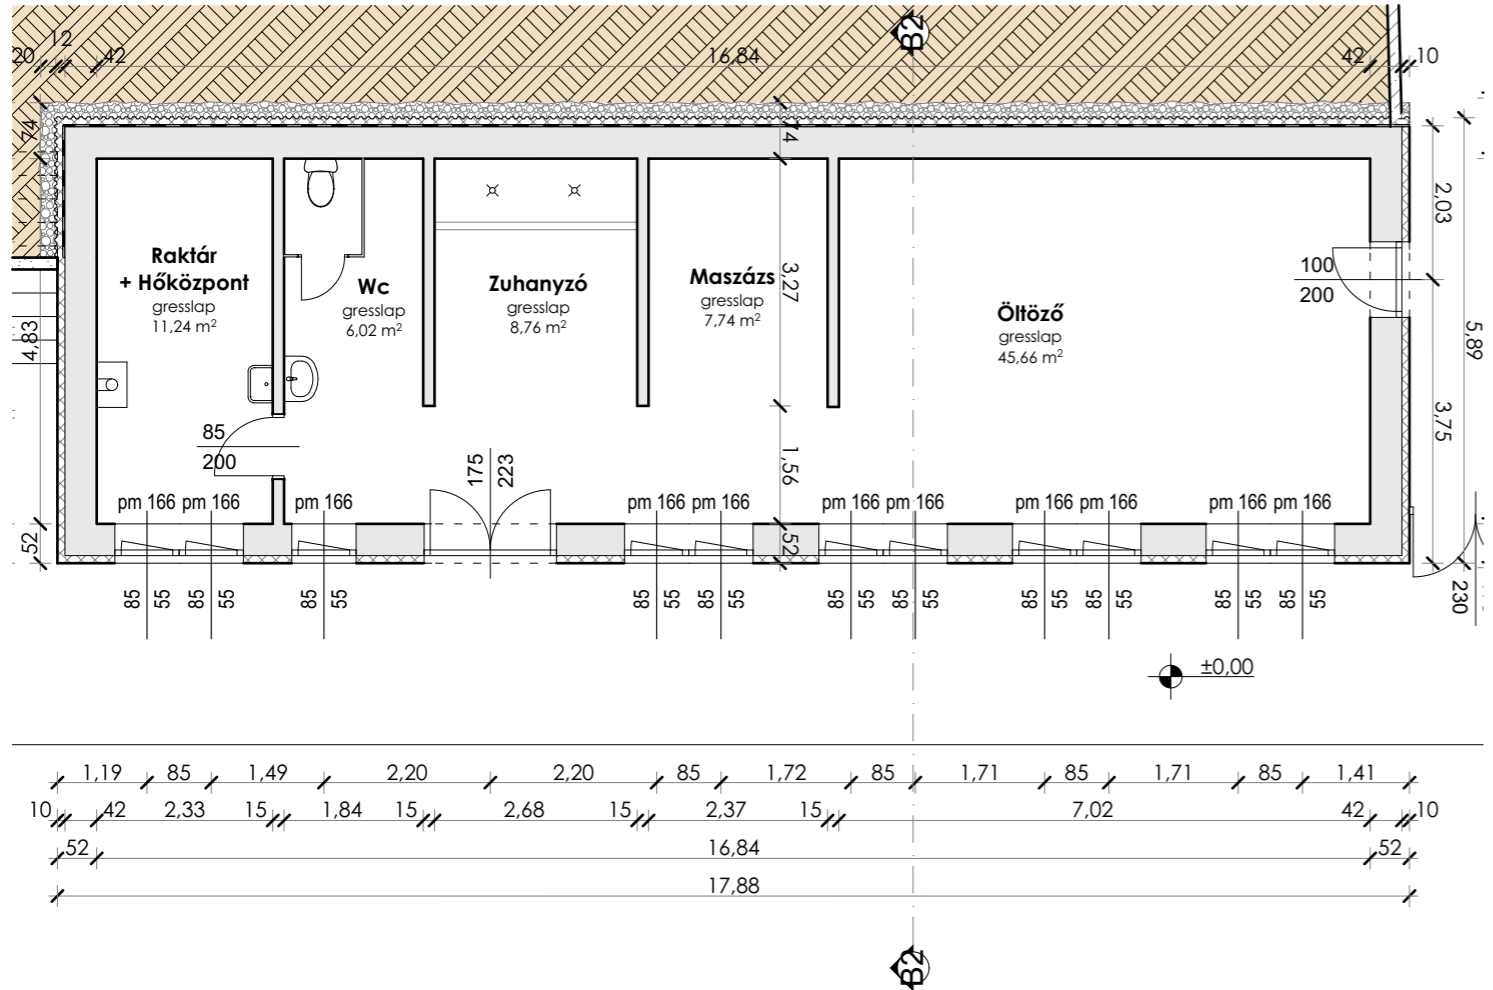 12
B2
20
42
16,84
42
10
74
74
2,03
Raktár
+ Hőközpont
gresslap
11,24 m²
Wc
gresslap
6,02 m²
Zuhanyzó
gresslap
8,76 m²
Maszázs
gresslap
7,74 m²
3,27
Öltöző
gresslap
45,66 m²
100
200
4,83
5,89
3,75
85
200
175
223
1,56
pm 166
pm 166
pm 166
pm 166
pm 166
pm 166
pm 166
pm 166
pm 166
pm 166
pm 166
52
52
85
55
85
55
85
55
85
55
85
55
85
55
85
55
85
55
85
55
85
55
85
55
230
±0,00
1,19
85
1,49
2,20
2,20
85
1,72
85
1,71
85
1,71
85
1,41
10
42
2,33
15
1,84
15
2,68
15
2,37
15
7,02
42
10
52
16,84
52
17,88
B2